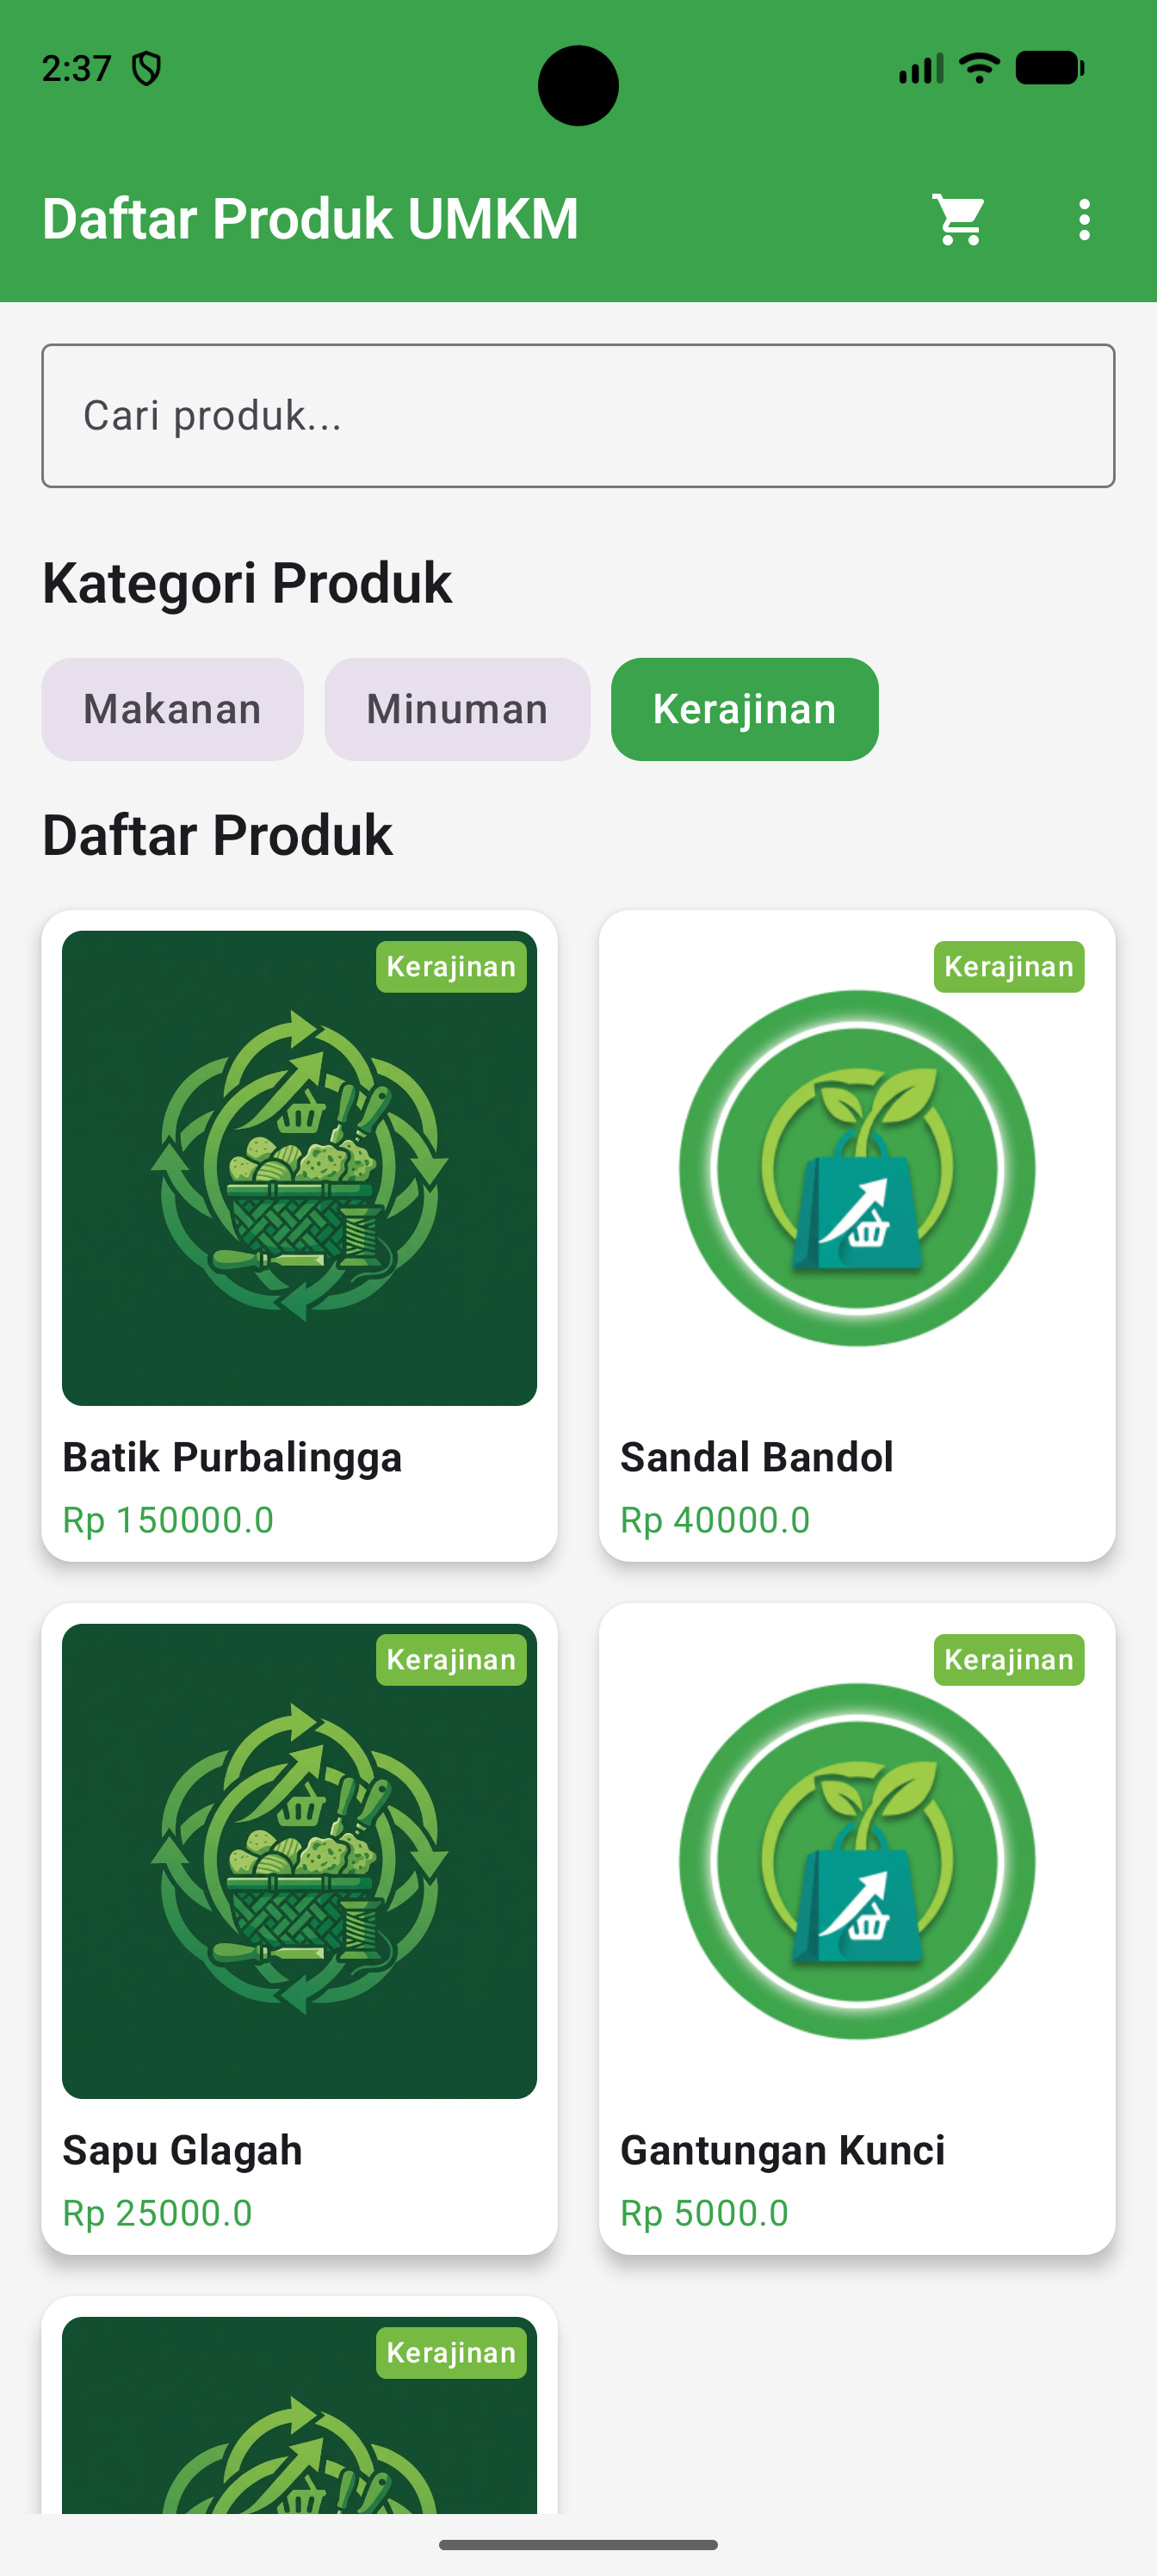 2:37
Daftar Produk UMKM
Cari produk...
Kategori Produk
Makanan Minuman Kerajinan
Daftar Produk
Kerajinan
Batik Purbalingga
Rp 150000.0
Kerajinan
Sandal Bandol
Rp 40000.0
Kerajinan
Sapu Glagah
Rp 25000.0
Kerajinan
Gantungan Kunci
Rp 5000.0
Kerajinan